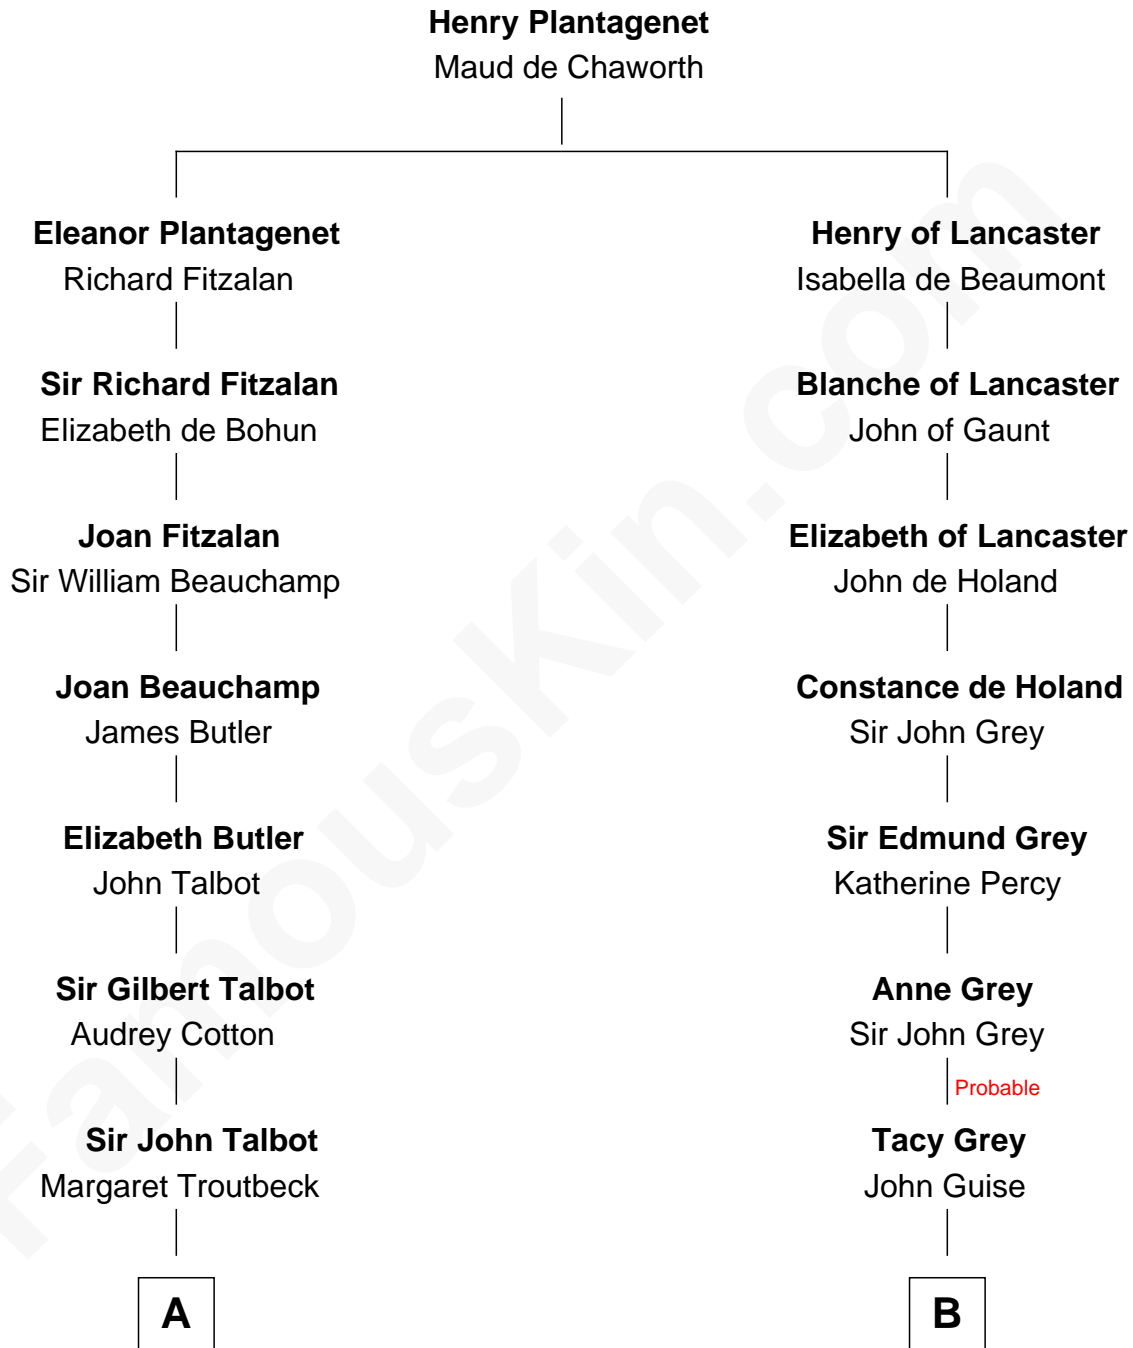 Henry Plantagenet
Maud de Chaworth
Eleanor Plantagenet
Richard Fitzalan
Henry of Lancaster
Isabella de Beaumont
Sir Richard Fitzalan
Elizabeth de Bohun
Blanche of Lancaster
John of Gaunt
Joan Fitzalan
Sir William Beauchamp
Elizabeth of Lancaster
John de Holand
Joan Beauchamp
James Butler
Constance de Holand
Sir John Grey
Elizabeth Butler
John Talbot
Sir Edmund Grey
Katherine Percy
Sir Gilbert Talbot
Audrey Cotton
Anne Grey
Sir John Grey
Probable
Sir John Talbot
Margaret Troutbeck
Tacy Grey
John Guise
A
B
FamousKin.com